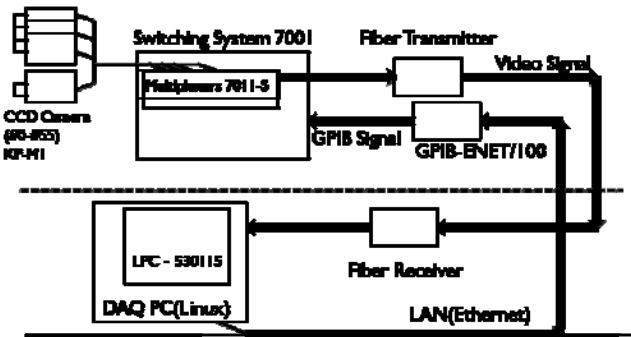 Switching System 7001
Fiber Transmitter
Video Signal
Multiplexers 7011-S
CCD Camera
KP-M1
GPIB Signal
GPIB-ENET/100
LPC - 530115
Fiber Receiver
DAQ PC(Linux)
LAN(Ethernet)